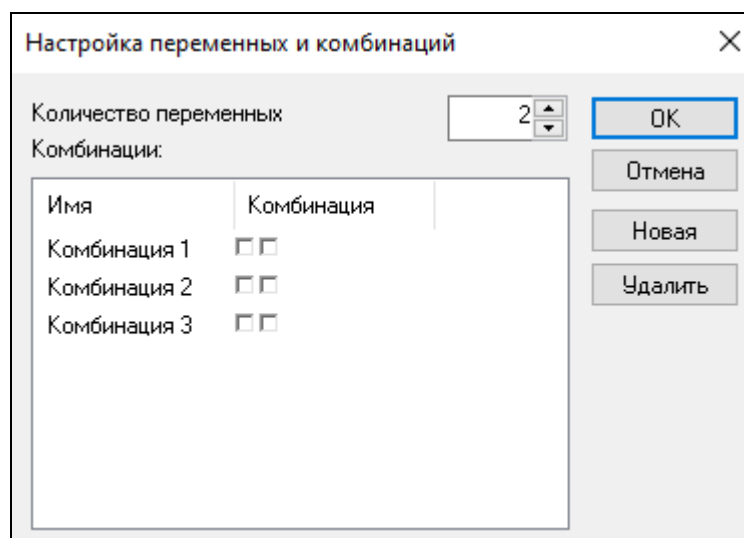 Настройка переменных и комбинаций
Количество переменных 2 OK
Комбинации:
Отмена
Имя Комбинация
Новая
Комбинация 1
Комбинация 2 Удалить
Комбинация 3